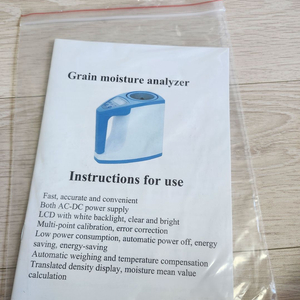 Grain moisture analyzer
Instructions for use
Fast, accurate and convenient
Both AC-DC power supply
LCD with white backlight, clear and bright
Multi-point calibration, error correction
Low power consumption, automatic power off, energy
saving, energy-saving
Automatic weighing and temperature compensation
Translated density display, moisture mean value
calculation